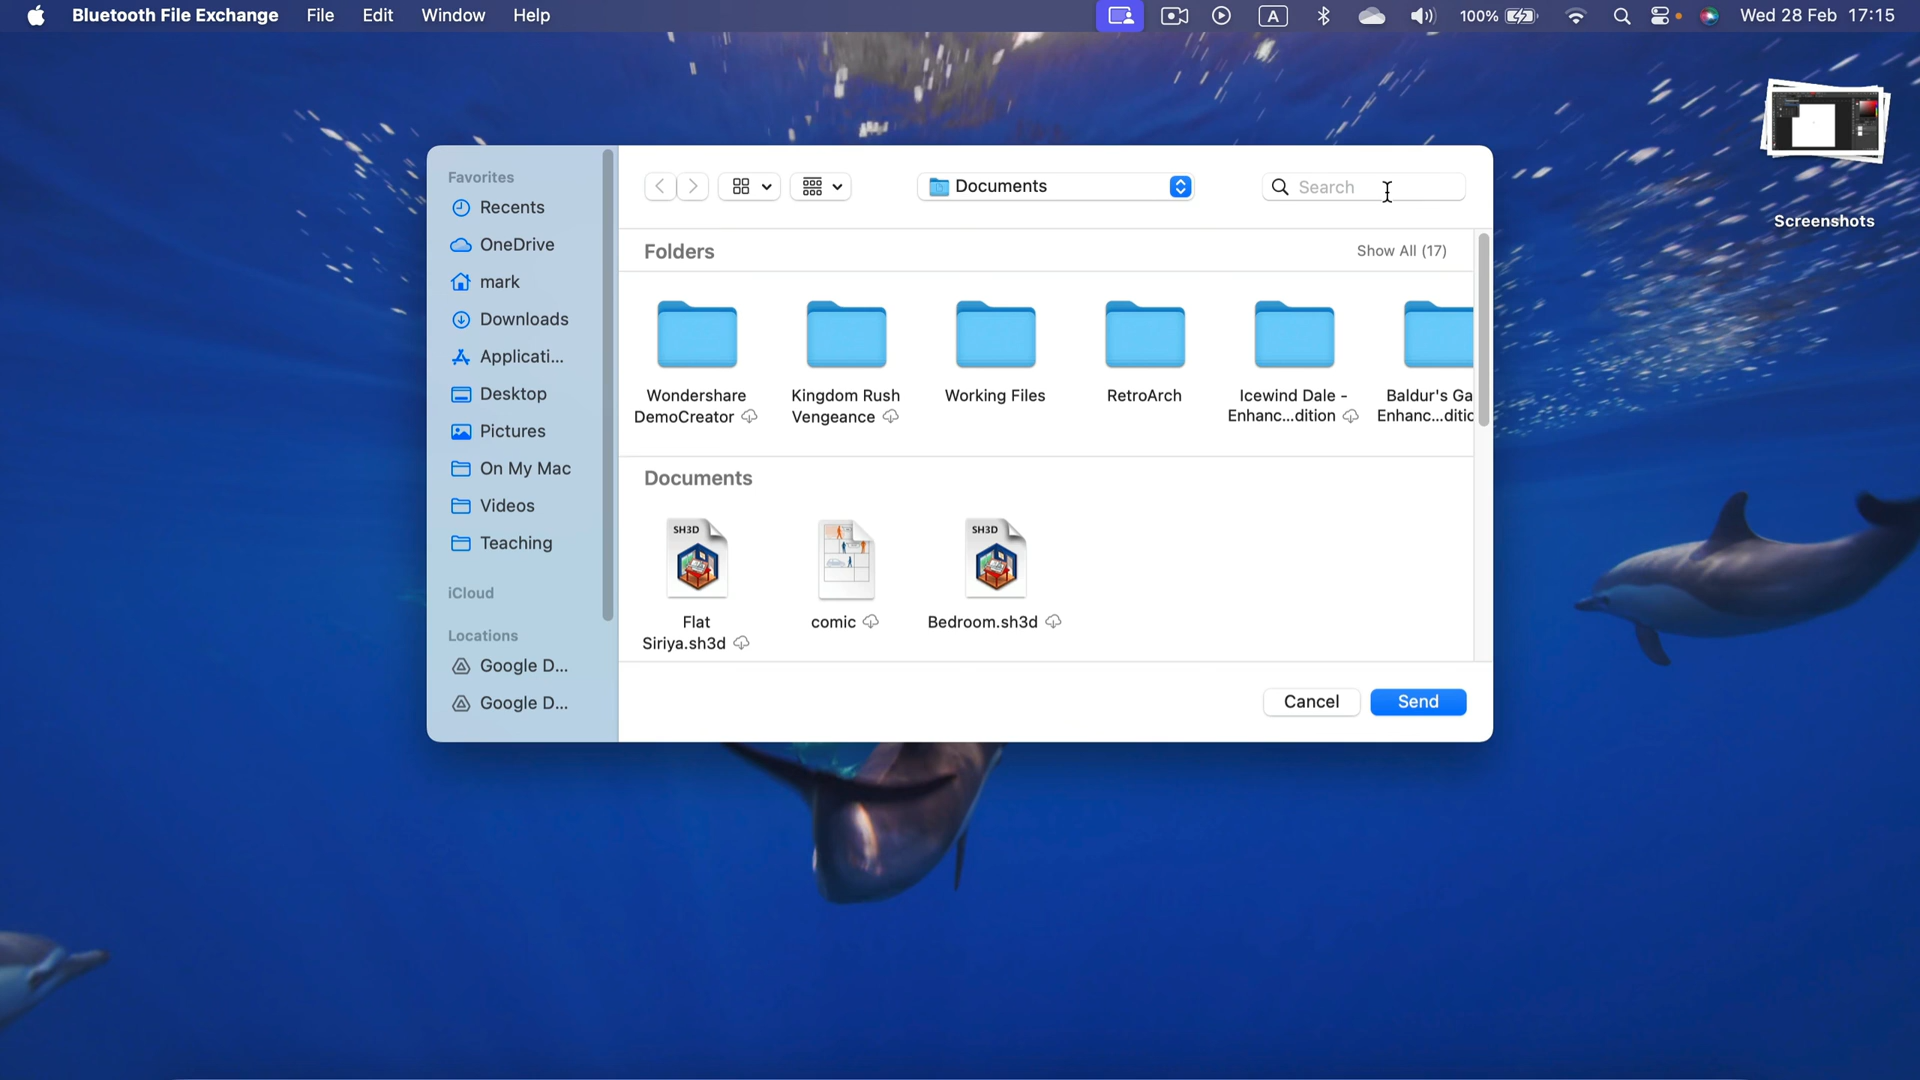 Bluetooth File Exchange File Edit Window Help A 100% Wed 28 Feb 17:15
Screenshots
Favorites
Recents
OneDrive
mark
Downloads
Applicati...
Desktop
Pictures
On My Mac
Videos
Teaching
iCloud
Locations
Google D...
Google D...
Documents
Search
Folders Show All (17)
Wondershare
DemoCreator
Kingdom Rush
Vengeance
Working Files
RetroArch
Icewind Dale -
Enhanc...dition
Baldur's Ga
Enhanc...ditio
Documents
SH3D
Flat
Siriya.sh3d
comic
SH3D
Bedroom.sh3d
Cancel Send